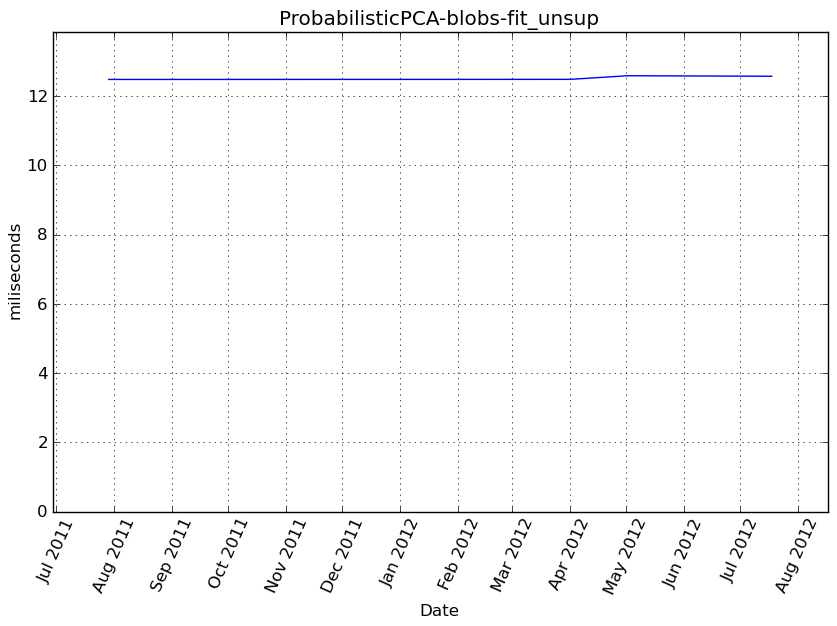 ProbabilisticPCA-blobs-fit_unsup
12
10
8
6
4
2
0
miliseconds
Jul 2011
Aug 2011
Sep 2011
Oct 2011
Nov 2011
Dec 2011
Jan 2012
Feb 2012
Mar 2012
Apr 2012
May 2012
Jun 2012
Jul 2012
Aug 2012
Date